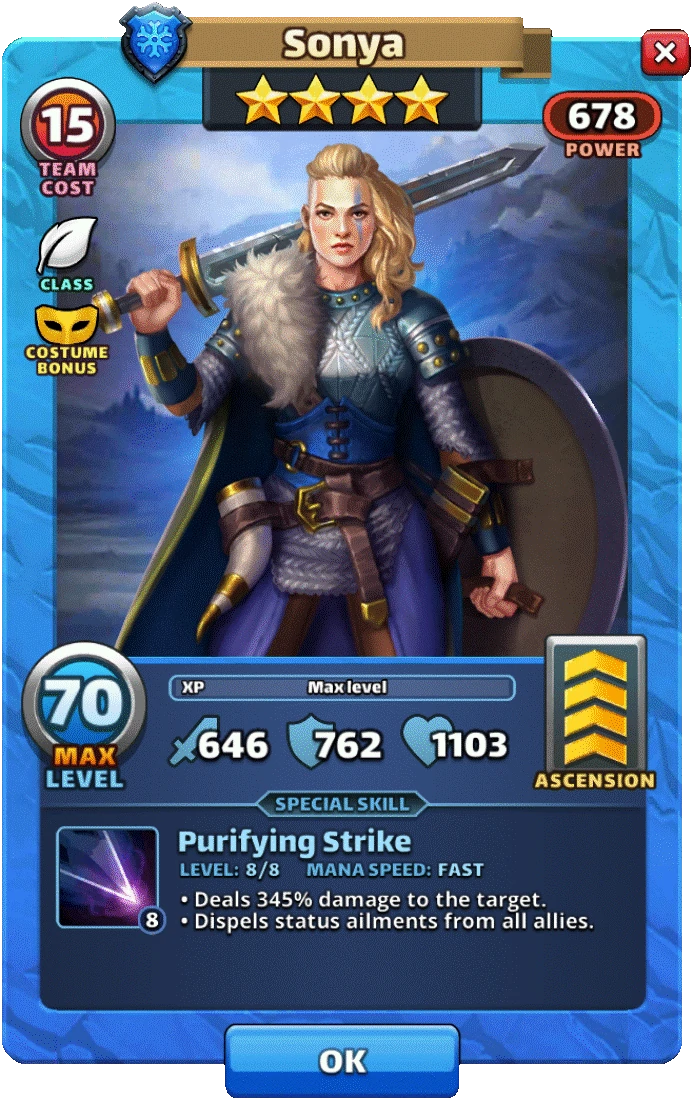 Sonya
15
TEAM
COST
678
POWER
CLASS
COSTUME
BONUS
70
MAX
LEVEL
XP Max level
646 762 1103
ASCENSION
SPECIAL SKILL
Purifying Strike
LEVEL: 8/8 MANA SPEED: FAST
8
• Deals 345% damage to the target.
• Dispels status ailments from all allies.
OK